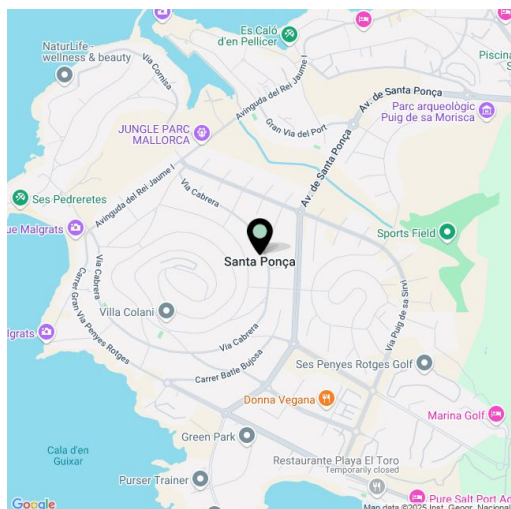 Es Caló
d'en Pellicer
NaturLife -
wellness & beauty
Via Cornisa
Avinguda del Rei Jaume I
Av. de Santa Ponça
Piscina
Gran Via del Port
Parc arqueològic
Puig de sa Morisca
JUNGLE PARC
MALLORCA
Ses Pedreretes
Via Cabrera
Av. de Santa Ponça
Avinguda del Rei Jaume I
ue Malgrats
Sports Field
Santa Ponça
Via Cabrera
Carrer Gran Via Penyes Rotges
Via Puig de sa Sirvi
Villa Colani
lgrats
Via Cabrera
Carrer Batle Bujosa
Ses Penyes Rotges Golf
Donna Vegana
Marina Golf
Green Park
Cala d'en
Guixar
Restaurante Playa El Toro
Temporarily closed
Purser Trainer
Pure Salt Port Ad
Google
Map data ©2025 Inst. Geogr. Nacional